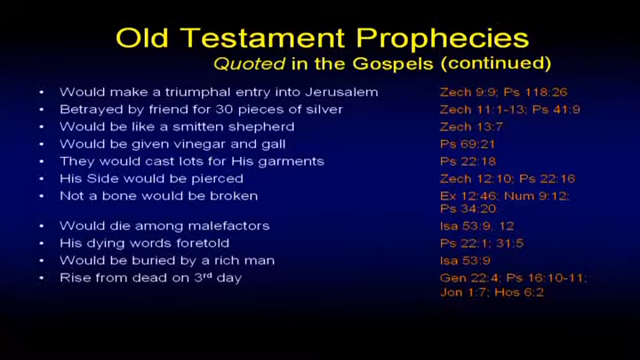 Old Testament Prophecies
Quoted in the Gospels (continued)
• Would make a triumphal entry into Jerusalem Zech 9:9; Ps 118:26
• Betrayed by friend for 30 pieces of silver Zech 11:1-13; Ps 41:9
• Would be like a smitten shepherd Zech 13:7
• Would be given vinegar and gall Ps 69:21
• They would cast lots for His garments Ps 22:18
• His Side would be pierced Zech 12:10; Ps 22:16
• Not a bone would be broken Ex 12:46; Num 9:12;
Ps 34:20.
• Would die among malefactors Isa 53:9, 12
• His dying words foretold Ps 22:1; 31:5
• Would be buried by a rich man Isa 53:9
• Rise from dead on 3rd day Gen 22:4; Ps 16:10-11;
Jon 1:7; Hos 6:2